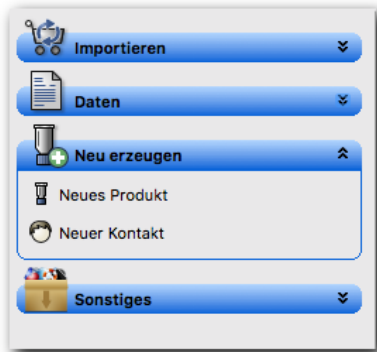 Importieren
Daten
Neu erzeugen
Neues Produkt
Neuer Kontakt
Sonstiges